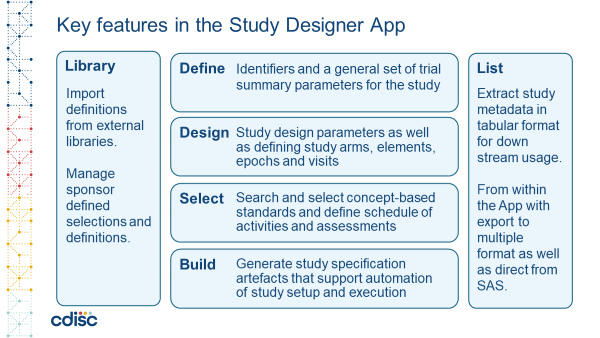 Key features in the Study Designer App
Library
Import
definitions
from external
libraries.
Manage
sponsor
defined
selections and
definitions.
Define Identifiers and a general set of trial
summary parameters for the study
Design Study design parameters as well
as defining study arms, elements,
epochs and visits
Select Search and select concept-based
standards and define schedule of
activities and assessments
Build Generate study specification
artefacts that support automation
of study setup and execution
List
Extract study
metadata in
tabular format
for down
stream usage.
From within
the App with
export to
multiple
format as well
as direct from
SAS.
cdisc